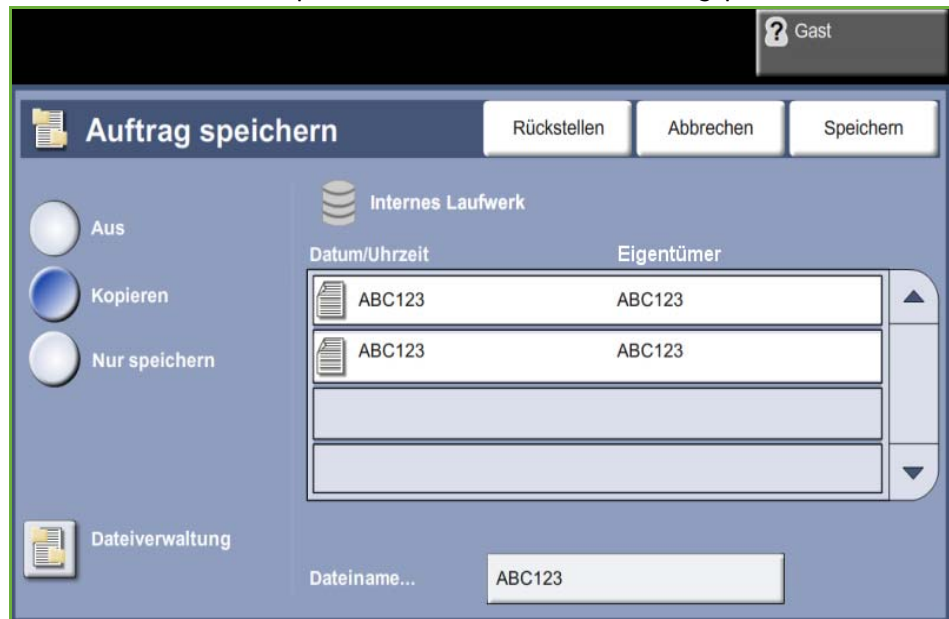 ? Gast
Auftrag speichern
Rückstellen
Abbrechen
Speichern
Internes Laufwerk
Aus
Datum/Uhrzeit Eigentümer
Kopieren
ABC123 ABC123
Nur speichern
ABC123 ABC123
Dateiverwaltung
Dateiname... ABC123